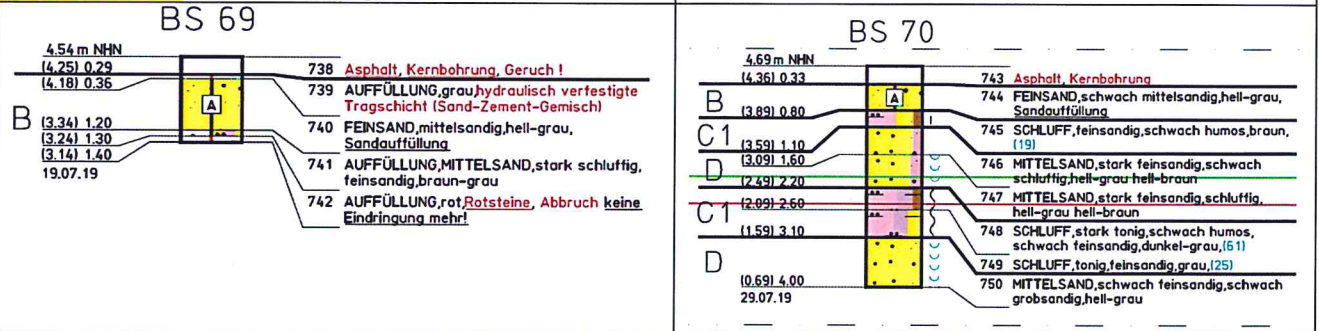 BS 69
4.54 m NHN
(4.25) 0.29
(4.18) 0.36
B
(3.34) 1.20
(3.24) 1.30
(3.14) 1.40
19.07.19
A
738 Asphalt, Kernbohrung, Geruch !
739 AUFFÜLLUNG,grau,hydraulisch verfestigte
Tragschicht (Sand-Zement-Gemisch)
740 FEINSAND,mittelsandig,hell-grau,
Sandauffüllung
741 AUFFÜLLUNG,MITTELSAND,stark schluffig,
feinsandig,braun-grau
742 AUFFÜLLUNG,rot,Rotsteine, Abbruch keine
Eindringung mehr!
BS 70
4.69 m NHN
(4.36) 0.33
B
(3.89) 0.80
C1
(3.59) 1.10
(3.09) 1.60
D
(2.49) 2.20
(2.09) 2.60
C1
(1.59) 3.10
D
(0.69) 4.00
29.07.19
A
743 Asphalt, Kernbohrung
744 FEINSAND,schwach mittelsandig,hell-grau,
Sandauffüllung
745 SCHLUFF,feinsandig,schwach humos,braun,
(19)
746 MITTELSAND,stark feinsandig,schwach
schluffig,hell-grau hell-braun
747 MITTELSAND,stark feinsandig,schluffig,
hell-grau hell-braun
748 SCHLUFF,stark tonig,schwach humos,
schwach feinsandig,dunkel-grau,(61)
749 SCHLUFF,tonig,feinsandig,grau,(25)
750 MITTELSAND,schwach feinsandig,schwach
grobsandig,hell-grau